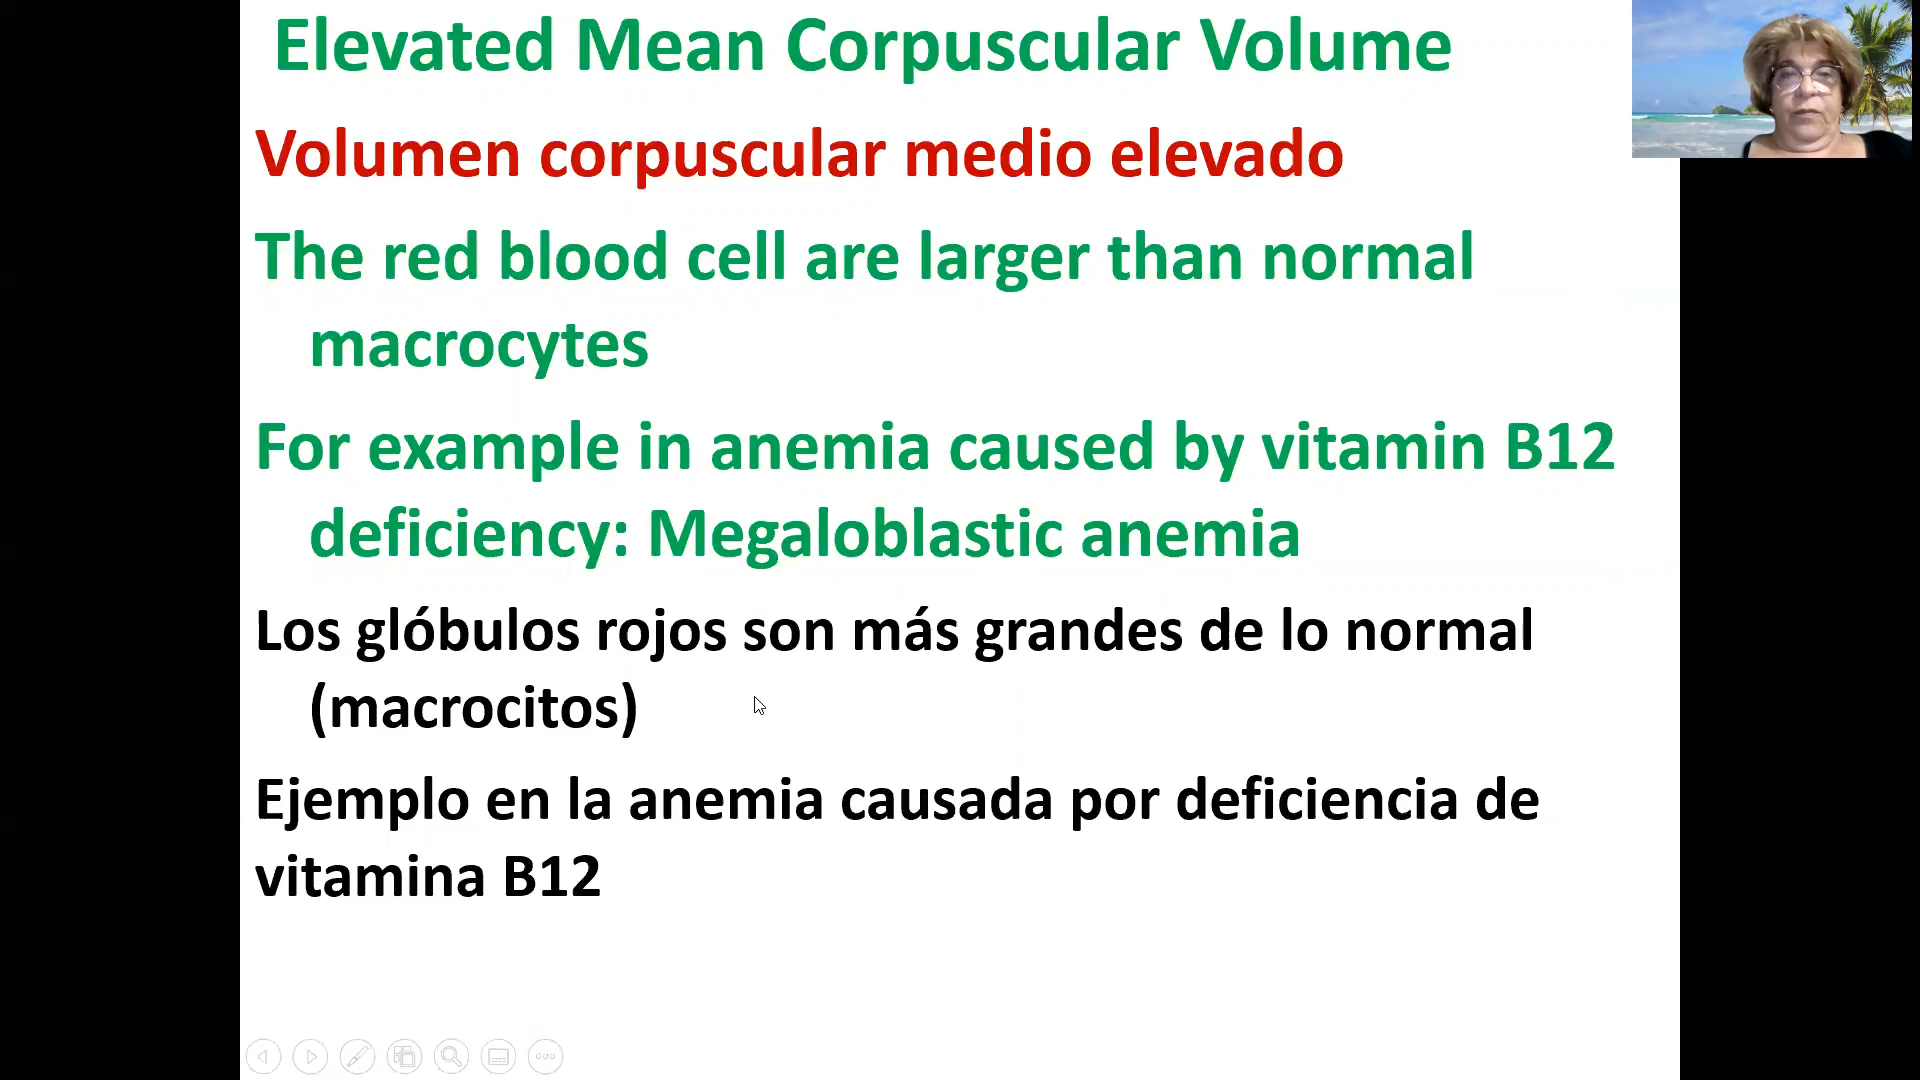 Elevated Mean Corpuscular Volume
Volumen corpuscular medio elevado
The red blood cell are larger than normal
macrocytes
For example in anemia caused by vitamin B12
deficiency: Megaloblastic anemia
Los glóbulos rojos son más grandes de lo normal
(macrocitos)
Ejemplo en la anemia causada por deficiencia de
vitamina B12